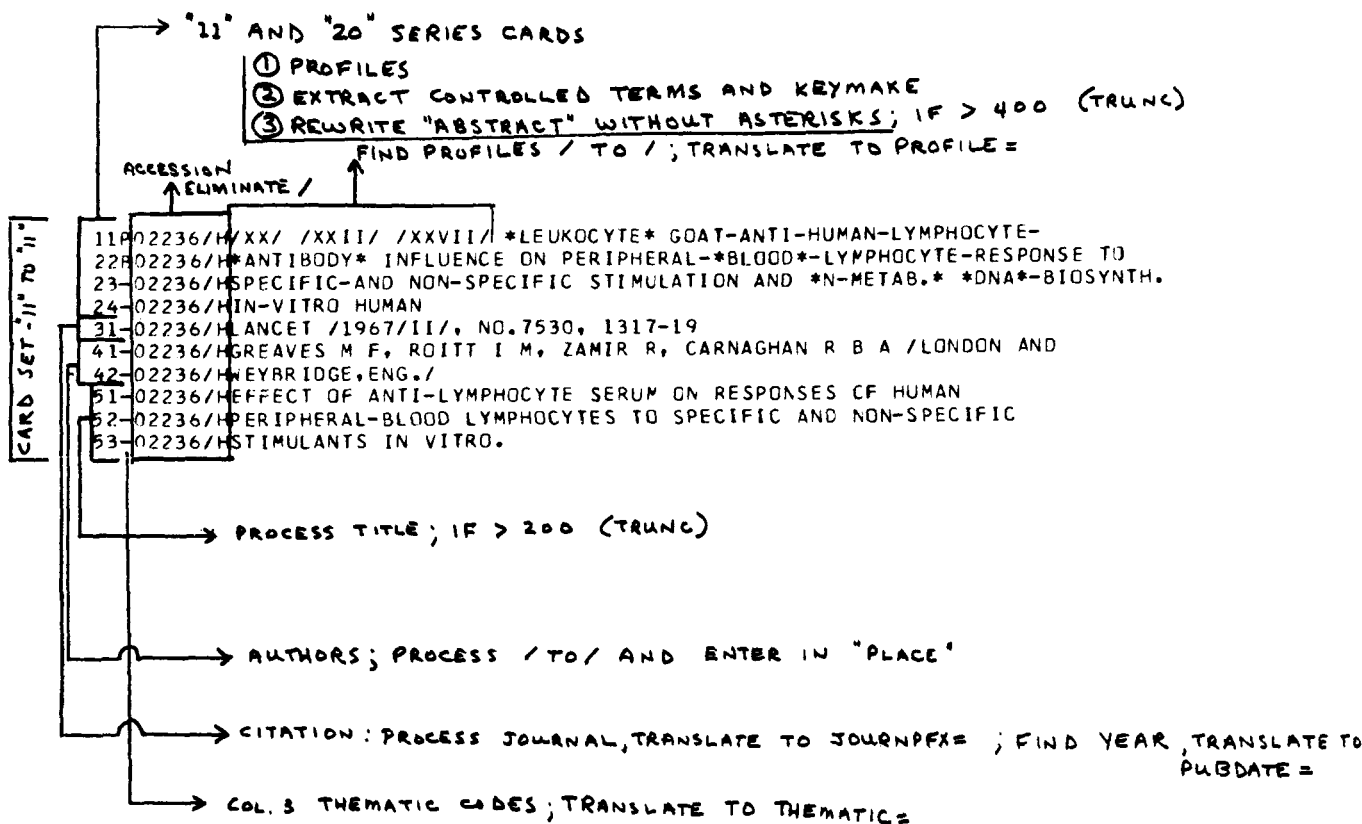 "11" AND "20" SERIES CARDS
① PROFILES
② EXTRACT CONTROLLED TERMS AND KEYMAKE
③ REWRITE "ABSTRACT" WITHOUT ASTERISKS; IF > 400 (TRUNC)
FIND PROFILES / TO / ; TRANSLATE TO PROFILE=
ACCESSION
ELIMINATE /
CARD SET-"11" TO "11"
11P02236/H/XX/ /XXII/ /XXVII/ *LEUKOCYTE* GOAT-ANTI-HUMAN-LYMPHOCYTE-
22R02236/H*ANTIBODY* INFLUENCE ON PERIPHERAL-*BLOOD*-LYMPHOCYTE-RESPONSE TO
23-02236/HSPECIFIC-AND NON-SPECIFIC STIMULATION AND *N-METAB.* *DNA*-BIOSYNTH.
24-02236/HIN-VITRO HUMAN
31-02236/HLANCET /1967/II/, NO.7530, 1317-19
41-02236/HGREAVES M F, ROITT I M, ZAMIR R, CARNAGHAN R B A /LONDON AND
42-02236/HWEYBRIDGE,ENG./
51-02236/HEFFECT OF ANTI-LYMPHOCYTE SERUM ON RESPONSES CF HUMAN
52-02236/HPERIPHERAL-BLOOD LYMPHOCYTES TO SPECIFIC AND NON-SPECIFIC
53-02236/HSTIMULANTS IN VITRO.
PROCESS TITLE; IF > 200 (TRUNC)
AUTHORS; PROCESS / TO / AND ENTER IN "PLACE"
CITATION: PROCESS JOURNAL, TRANSLATE TO JOURNPFX= ; FIND YEAR, TRANSLATE TO
PUBDATE=
COL. 3 THEMATIC CODES; TRANSLATE TO THEMATIC=